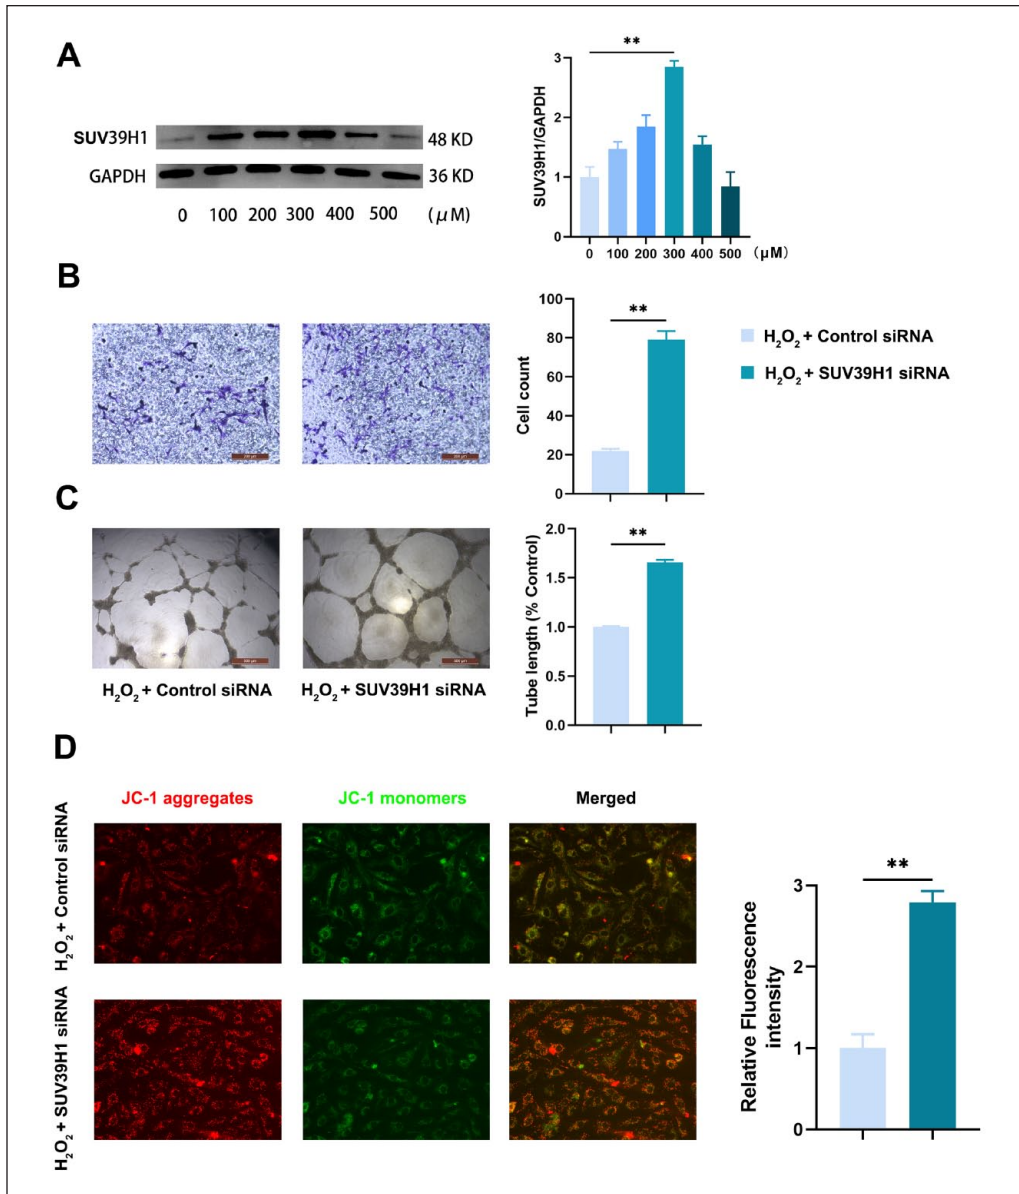 A
SUV39H1
48 KD
GAPDH
36 KD
0 100 200 300 400 500 (μM)
**
SUV39H1/GAPDH
3
2
1
0
0 100 200 300 400 500 (μM)
B
**
Cell count
100
80
60
40
20
0
H2O2 + Control siRNA
H2O2 + SUV39H1 siRNA
C
H2O2 + Control siRNA
H2O2 + SUV39H1 siRNA
**
Tube length (% Control)
2.0
1.5
1.0
0.5
0.0
D
JC-1 aggregates
JC-1 monomers
Merged
H2O2 + Control siRNA
H2O2 + SUV39H1 siRNA
**
Relative Fluorescence
intensity
3
2
1
0